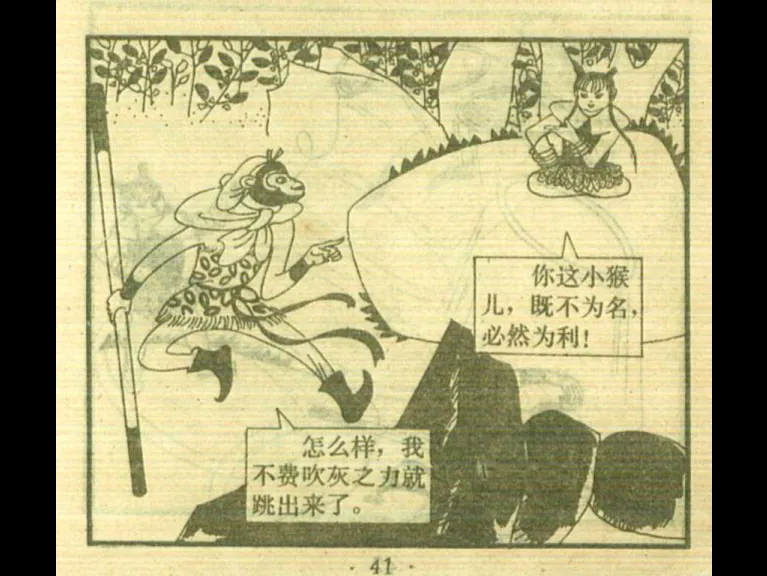 你这小猴
儿，既不为名，
必然为利！
怎么样，我
不费吹灰之力就
跳出来了。
· 41 ·